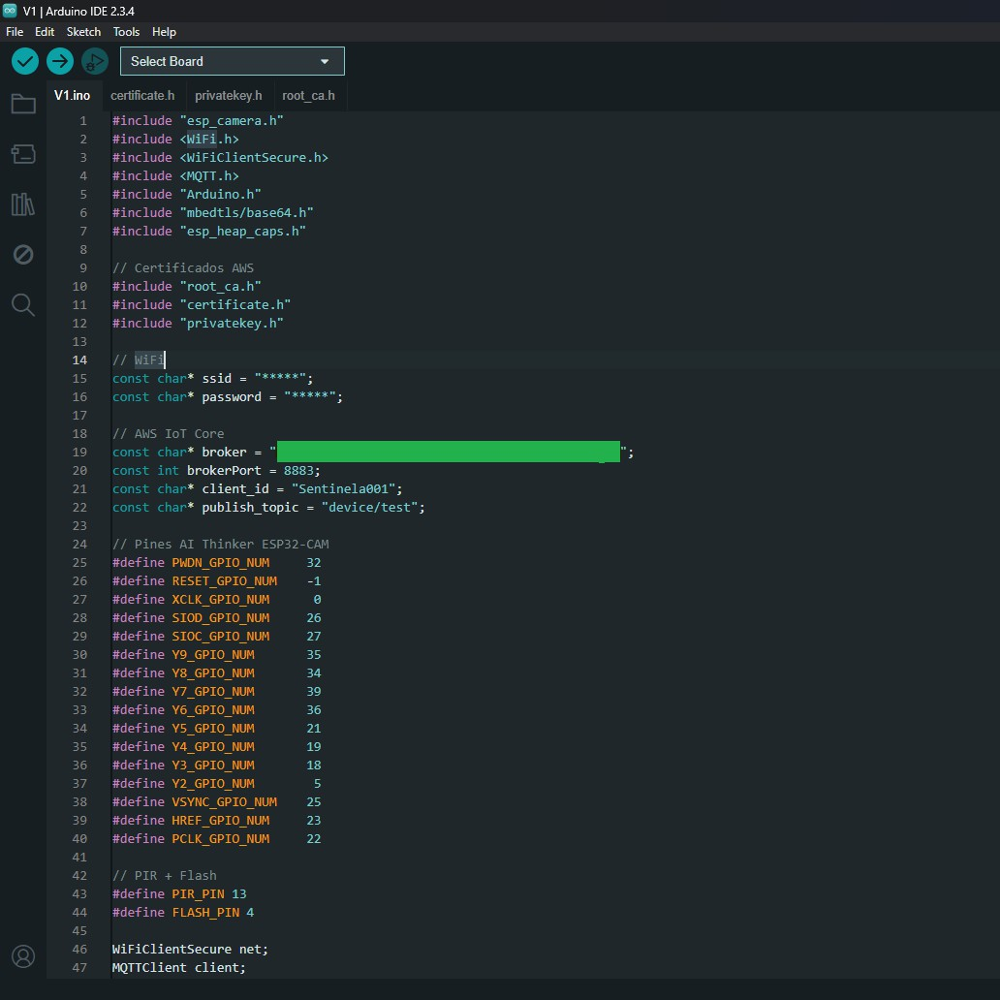 V1 | Arduino IDE 2.3.4
File Edit Sketch Tools Help
Select Board
V1.ino certificate.h privatekey.h root_ca.h
1 #include "esp_camera.h"
2 #include <WiFi.h>
3 #include <WiFiClientSecure.h>
4 #include <MQTT.h>
5 #include "Arduino.h"
6 #include "mbedtls/base64.h"
7 #include "esp_heap_caps.h"
8
9 // Certificados AWS
10 #include "root_ca.h"
11 #include "certificate.h"
12 #include "privatekey.h"
13
14 // WiFi
15 const char* ssid = "*****";
16 const char* password = "*****";
17
18 // AWS IoT Core
19 const char* broker = "";
20 const int brokerPort = 8883;
21 const char* client_id = "Sentinela001";
22 const char* publish_topic = "device/test";
23
24 // Pines AI Thinker ESP32-CAM
25 #define PWDN_GPIO_NUM 32
26 #define RESET_GPIO_NUM -1
27 #define XCLK_GPIO_NUM 0
28 #define SIOD_GPIO_NUM 26
29 #define SIOC_GPIO_NUM 27
30 #define Y9_GPIO_NUM 35
31 #define Y8_GPIO_NUM 34
32 #define Y7_GPIO_NUM 39
33 #define Y6_GPIO_NUM 36
34 #define Y5_GPIO_NUM 21
35 #define Y4_GPIO_NUM 19
36 #define Y3_GPIO_NUM 18
37 #define Y2_GPIO_NUM 5
38 #define VSYNC_GPIO_NUM 25
39 #define HREF_GPIO_NUM 23
40 #define PCLK_GPIO_NUM 22
41
42 // PIR + Flash
43 #define PIR_PIN 13
44 #define FLASH_PIN 4
45
46 WiFiClientSecure net;
47 MQTTClient client;